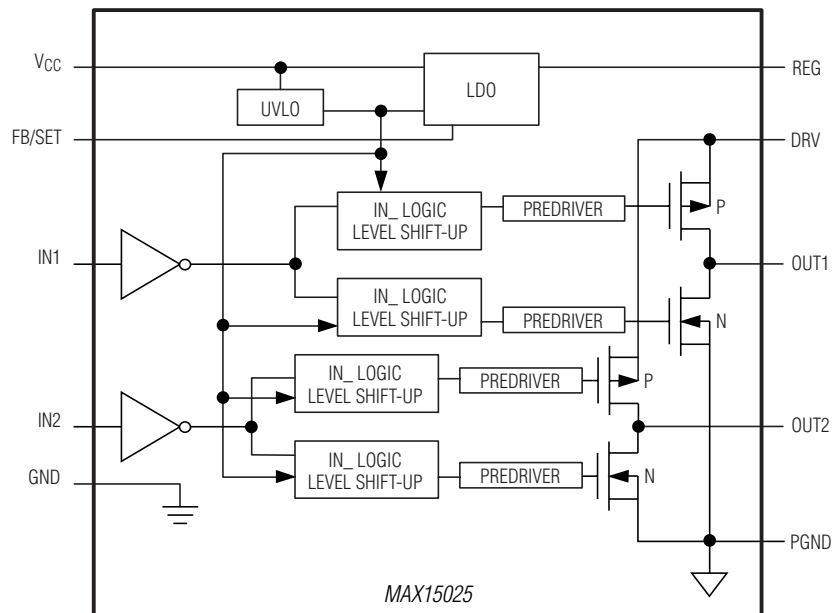 VCC
REG
LDO
UVLO
FB/SET
DRV
IN_ LOGIC
LEVEL SHIFT-UP
PREDRIVER
P
IN1
OUT1
IN_ LOGIC
LEVEL SHIFT-UP
PREDRIVER
N
IN_ LOGIC
LEVEL SHIFT-UP
PREDRIVER
P
IN2
OUT2
IN_ LOGIC
LEVEL SHIFT-UP
PREDRIVER
N
GND
PGND
MAX15025